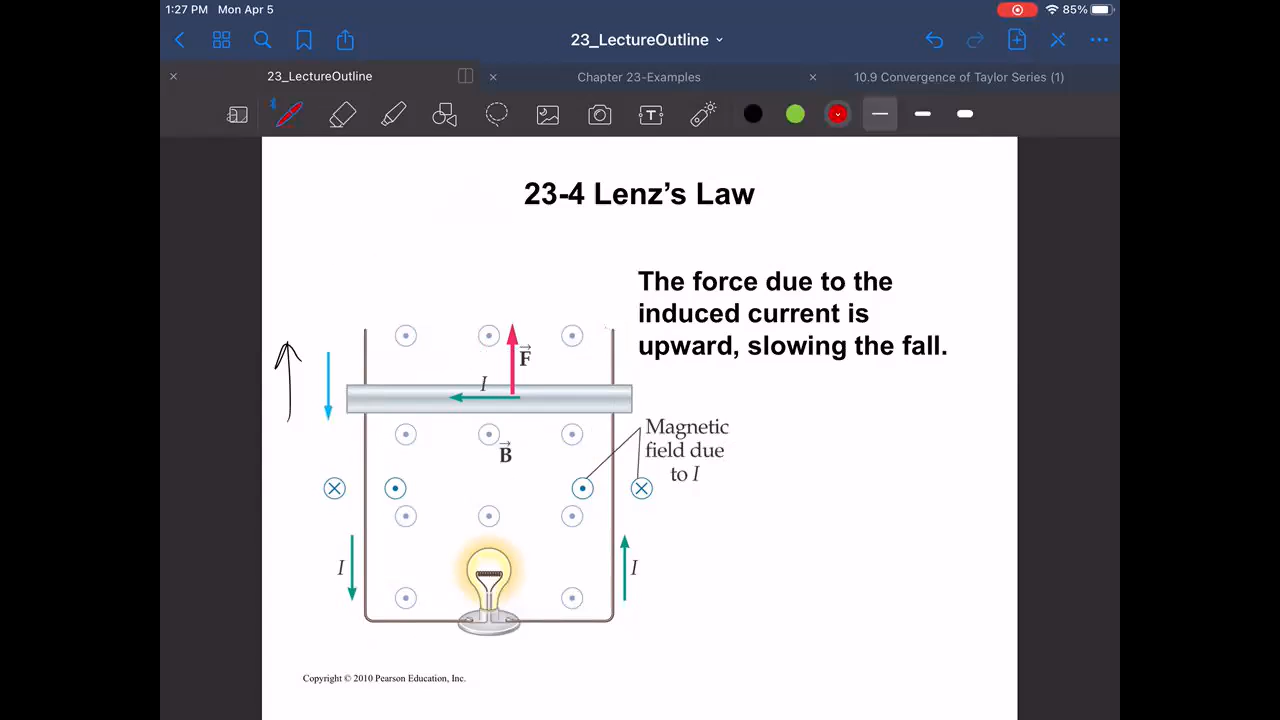 1:27 PM Mon Apr 5
85%
23_LectureOutline
23_LectureOutline
Chapter 23-Examples
10.9 Convergence of Taylor Series (1)
T
23-4 Lenz’s Law
The force due to the
induced current is
upward, slowing the fall.
F
I
B
Magnetic
field due
to I
I
I
Copyright © 2010 Pearson Education, Inc.